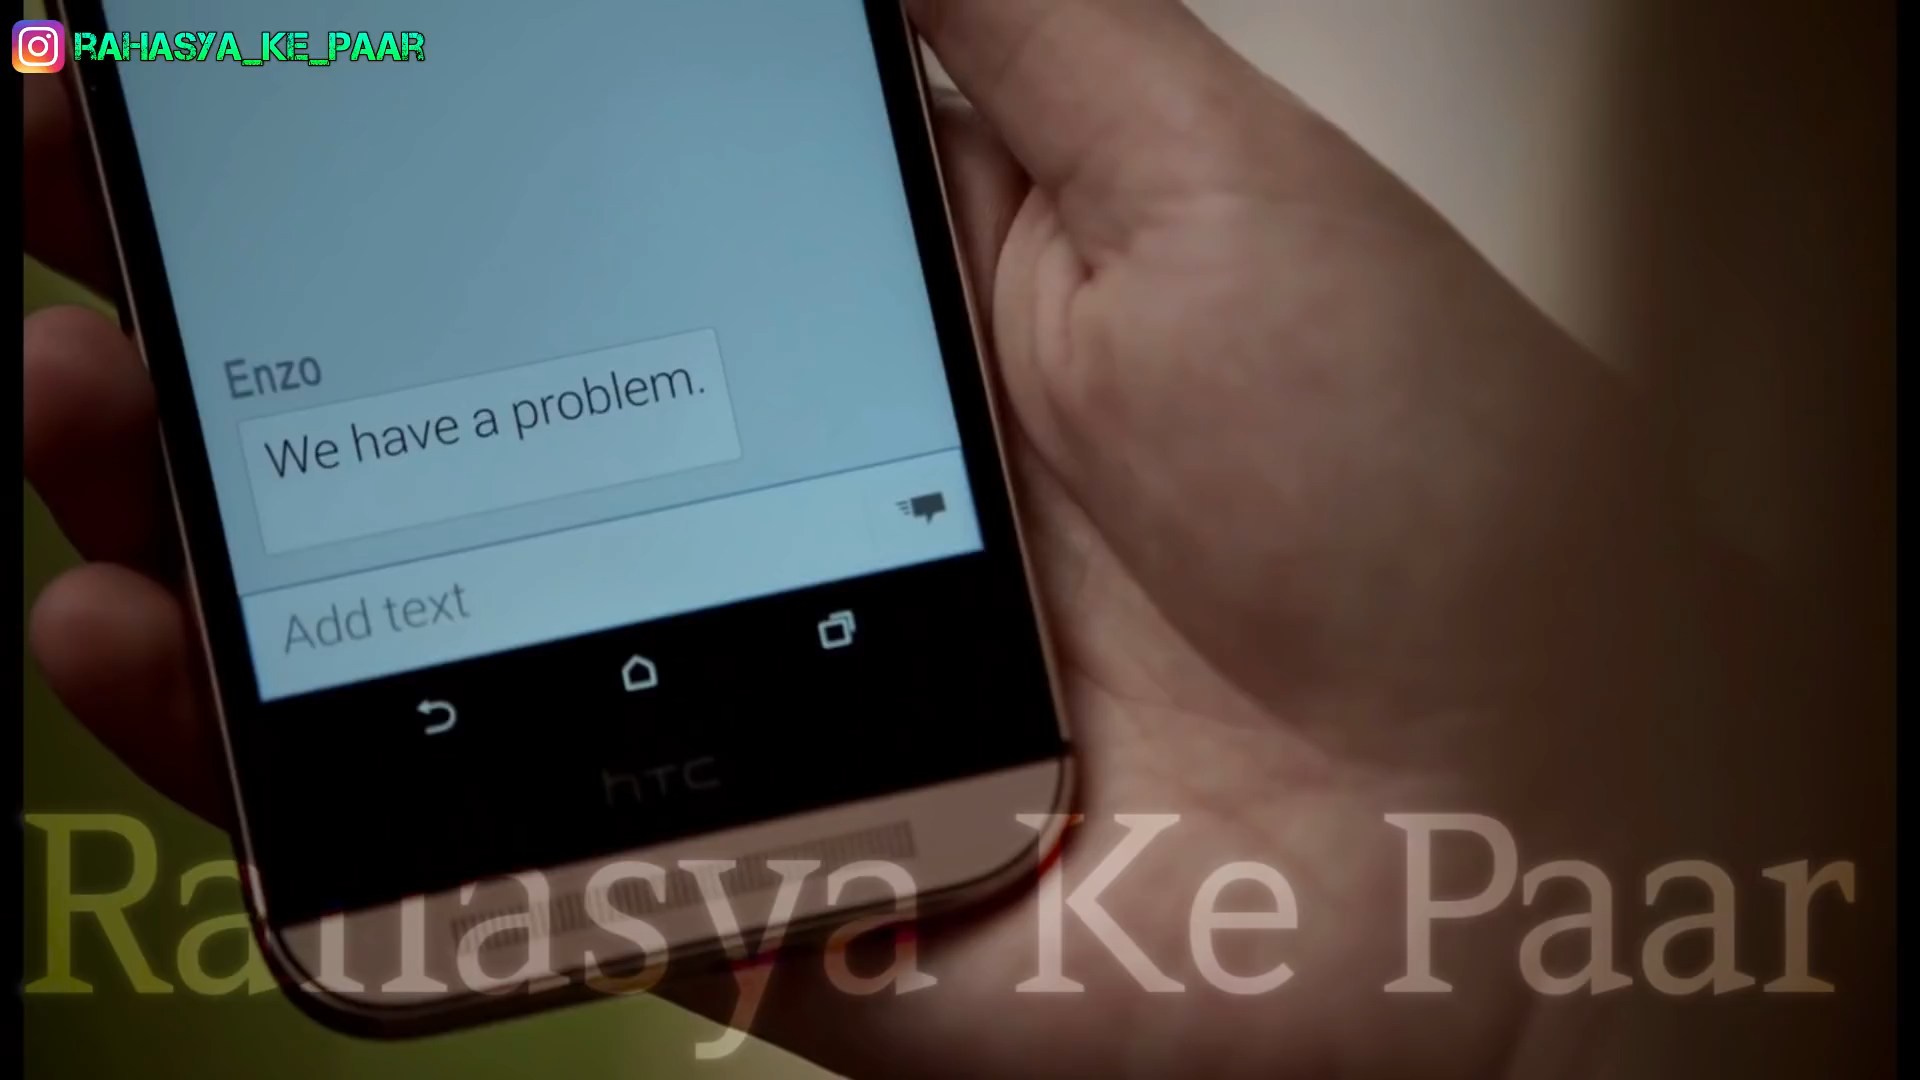 RAHASYA_KE_PAAR
Enzo
We have a problem.
Add text
hTC
Rahasya Ke Paar